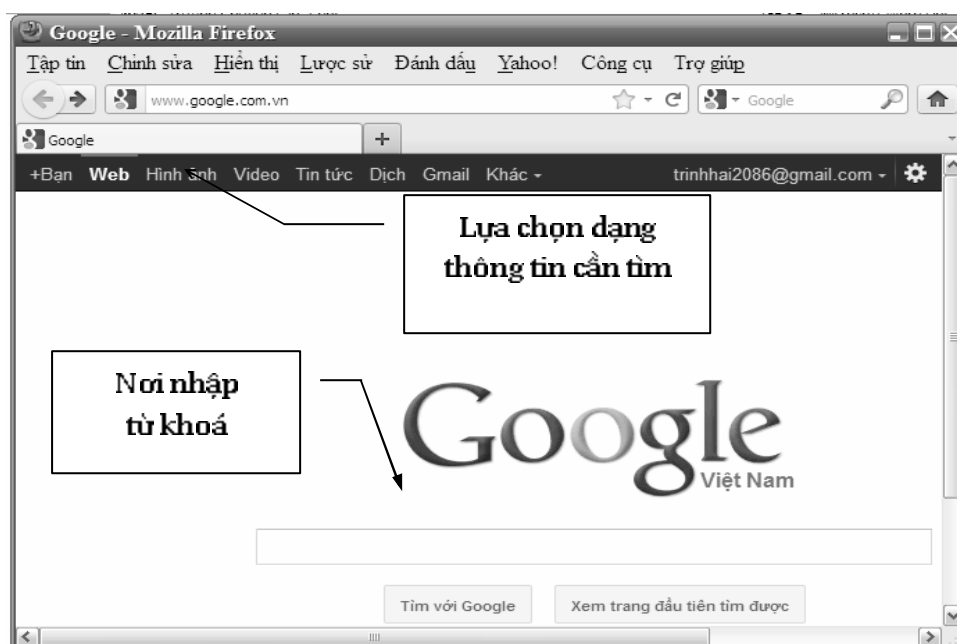 Google - Mozilla Firefox
Tập tin Chỉnh sửa Hiển thị Lược sử Đánh dấu Yahoo! Công cụ Trợ giúp
www.google.com.vn Google
Google +
+Bạn Web Hình ảnh Video Tin tức Dịch Gmail Khác trinhhai2086@gmail.com
Lựa chọn dạng
thông tin cần tìm
Nơi nhập
từ khoá
Google
Việt Nam
Tìm với Google Xem trang đầu tiên tìm được